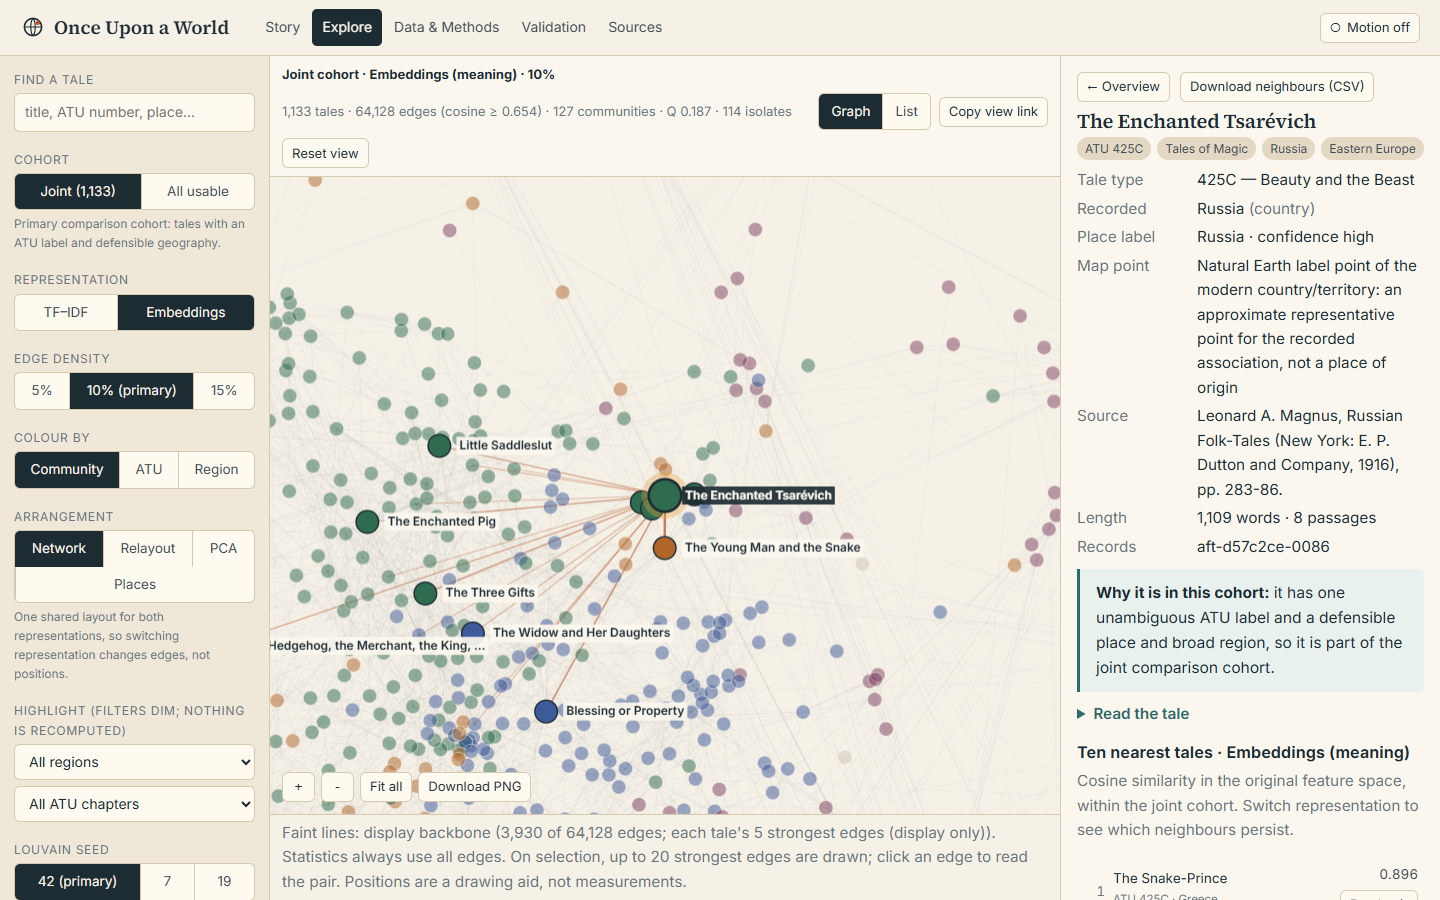 Once Upon a World
Story
Explore
Data & Methods
Validation
Sources
Motion off
FIND A TALE
title, ATU number, place...
COHORT
Joint (1,133)
All usable
Primary comparison cohort: tales with an
ATU label and defensible geography.
REPRESENTATION
TF–IDF
Embeddings
EDGE DENSITY
5%
10% (primary)
15%
COLOUR BY
Community
ATU
Region
ARRANGEMENT
Network
Relayout
PCA
Places
One shared layout for both
representations, so switching
representation changes edges, not
positions.
HIGHLIGHT (FILTERS DIM; NOTHING
IS RECOMPUTED)
All regions
All ATU chapters
LOUVAIN SEED
42 (primary)
7
19
Joint cohort · Embeddings (meaning) · 10%
1,133 tales · 64,128 edges (cosine ≥ 0.654) · 127 communities · Q 0.187 · 114 isolates
Graph
List
Copy view link
Reset view
Little Saddleslut
The Enchanted Tsarévich
The Enchanted Pig
The Young Man and the Snake
The Three Gifts
The Widow and Her Daughters
Hedgehog, the Merchant, the King, ...
Blessing or Property
+
-
Fit all
Download PNG
Faint lines: display backbone (3,930 of 64,128 edges; each tale's 5 strongest edges (display only)).
Statistics always use all edges. On selection, up to 20 strongest edges are drawn; click an edge to read
the pair. Positions are a drawing aid, not measurements.
← Overview
Download neighbours (CSV)
The Enchanted Tsarévich
ATU 425C
Tales of Magic
Russia
Eastern Europe
Tale type
425C — Beauty and the Beast
Recorded
Russia (country)
Place label
Russia · confidence high
Map point
Natural Earth label point of the
modern country/territory: an
approximate representative
point for the recorded
association, not a place of
origin
Source
Leonard A. Magnus, Russian
Folk-Tales (New York: E. P.
Dutton and Company, 1916),
pp. 283-86.
Length
1,109 words · 8 passages
Records
aft-d57c2ce-0086
Why it is in this cohort: it has one
unambiguous ATU label and a defensible
place and broad region, so it is part of the
joint comparison cohort.
Read the tale
Ten nearest tales · Embeddings (meaning)
Cosine similarity in the original feature space,
within the joint cohort. Switch representation to
see which neighbours persist.
1
The Snake-Prince
0.896
ATU 425C · Greece